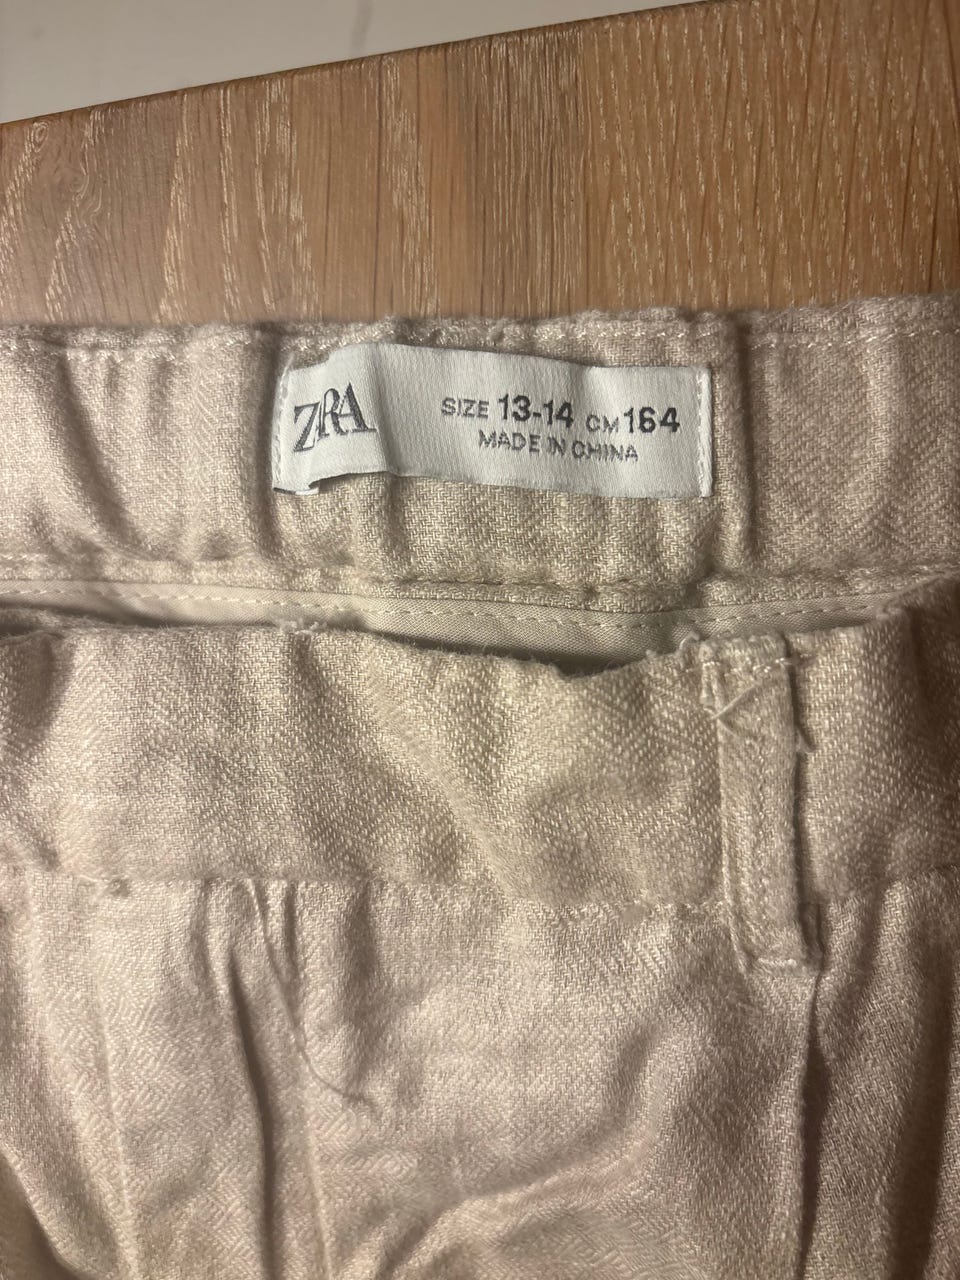 ZARA
SIZE 13-14 CM 164
MADE IN CHINA